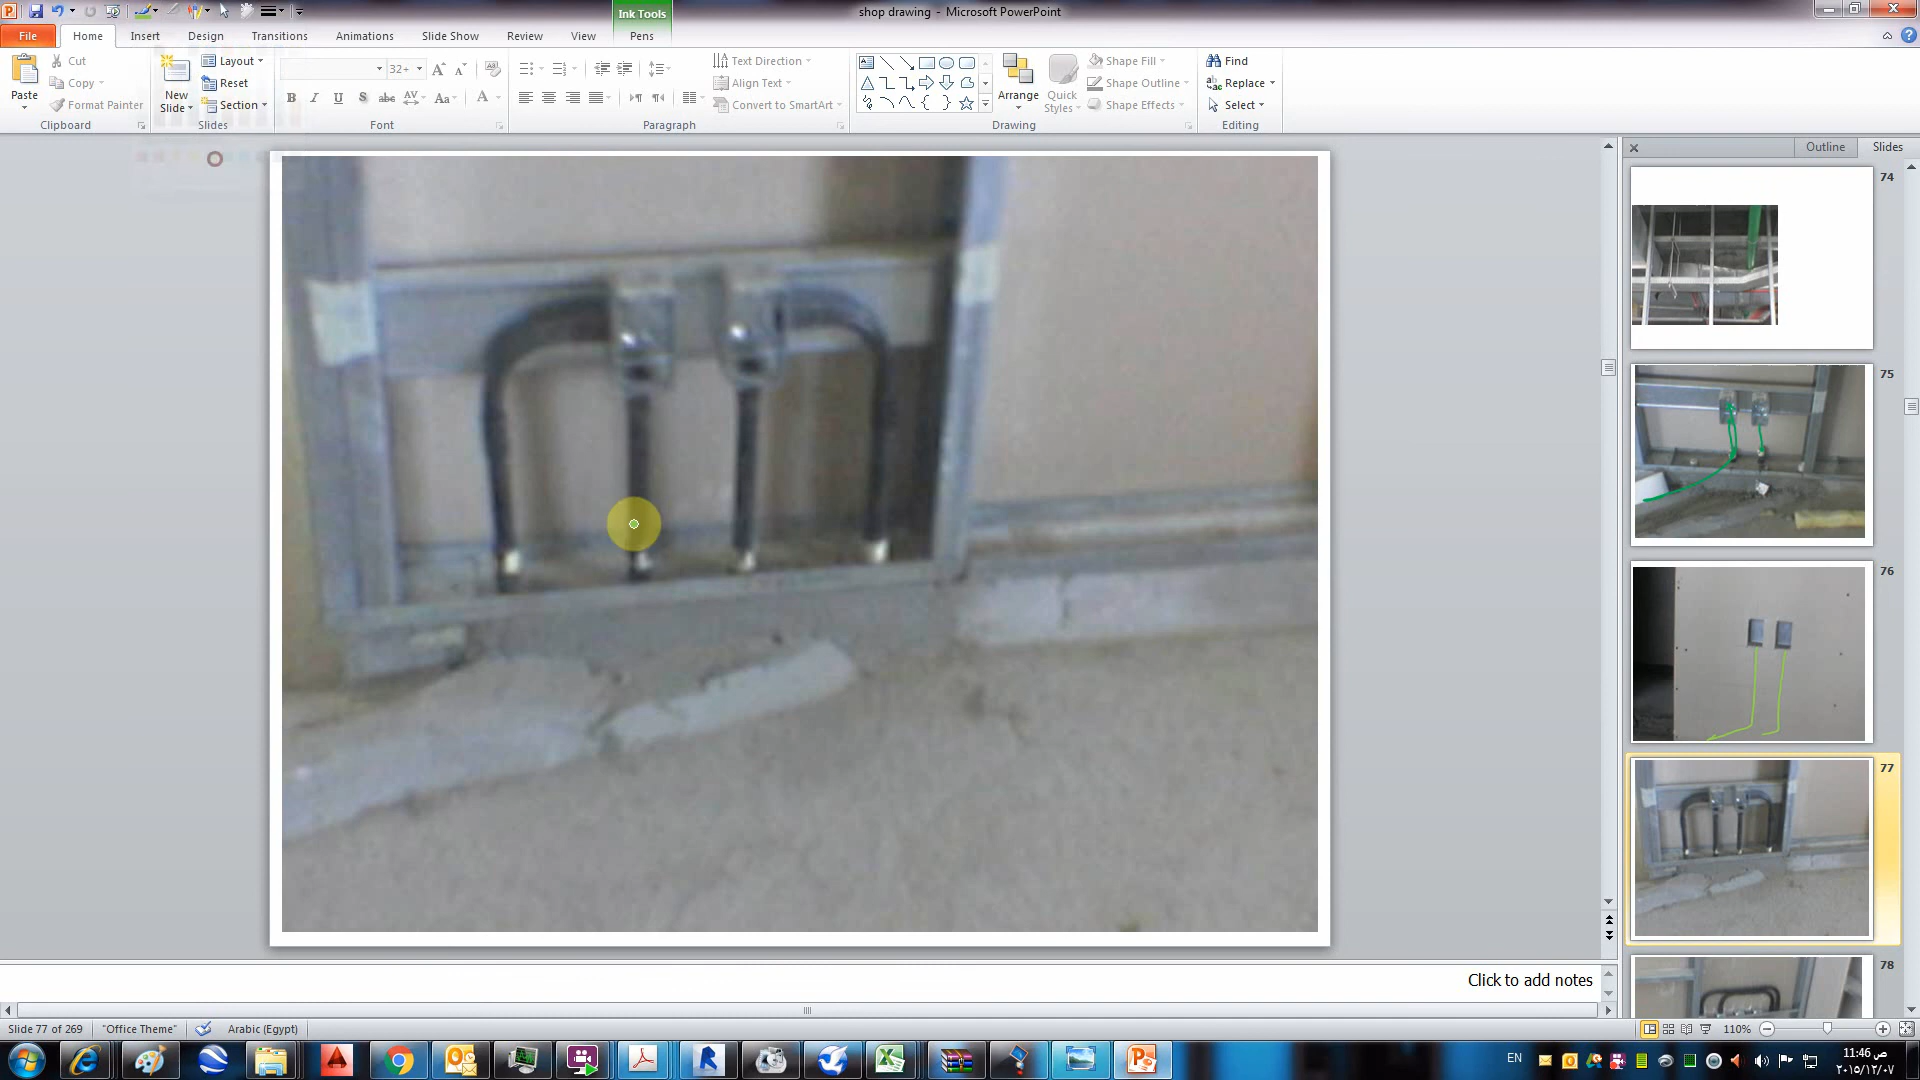 Ink Tools
shop drawing - Microsoft PowerPoint
File
Home
Insert
Design
Transitions
Animations
Slide Show
Review
View
Pens
Paste
Cut
Copy
Format Painter
Clipboard
New Slide
Layout
Reset
Section
Slides
32+
Font
Text Direction
Align Text
Convert to SmartArt
Paragraph
Arrange
Quick Styles
Shape Fill
Shape Outline
Shape Effects
Drawing
Find
Replace
Select
Editing
Outline
Slides
74
75
76
77
78
Click to add notes
Slide 77 of 269
"Office Theme"
Arabic (Egypt)
110%
EN
11:46 ص
٢٠١٥/١٢/٠٧